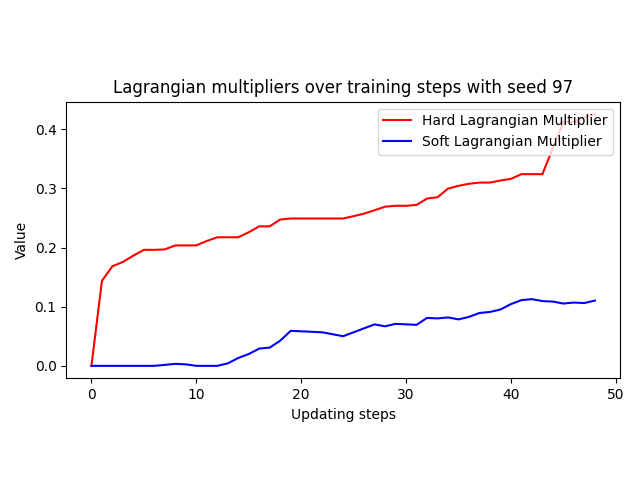 Lagrangian multipliers over training steps with seed 97
Hard Lagrangian Multiplier
Soft Lagrangian Multiplier
Value
0.4
0.3
0.2
0.1
0.0
0 10 20 30 40 50
Updating steps